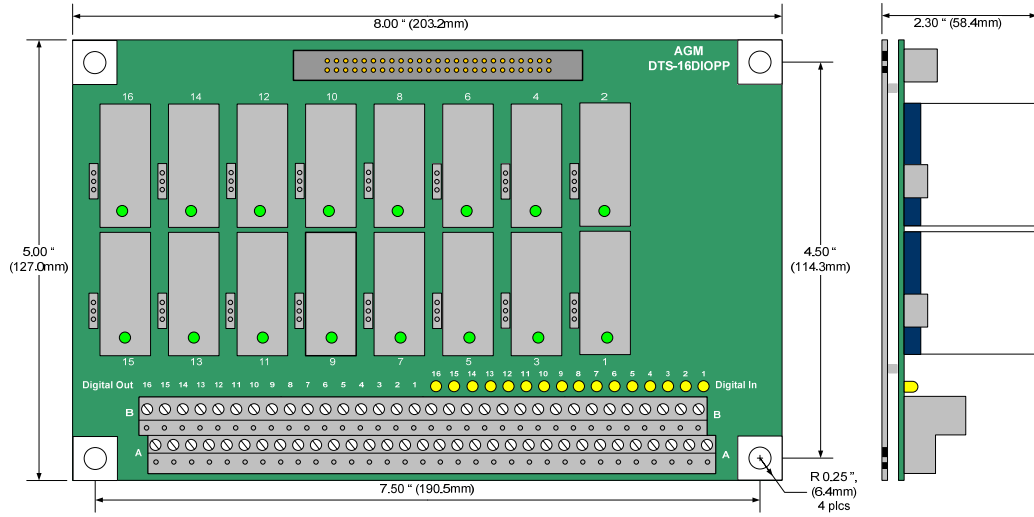 8.00 “ (203.2mm)
2.30 “ (58.4mm)
AGM
DTS-16DIOPP
16 14 12 10 8 6 4 2
5.00 “
(127.0mm)
4.50 “
(114.3mm)
15 13 11 9 7 5 3 1
Digital Out 16 15 14 13 12 11 10 9 8 7 6 5 4 3 2 1 16 15 14 13 12 11 10 9 8 7 6 5 4 3 2 1 Digital In
B B
A A
R 0.25 ”,
(6.4mm)
4 plcs
7.50 “ (190.5mm)